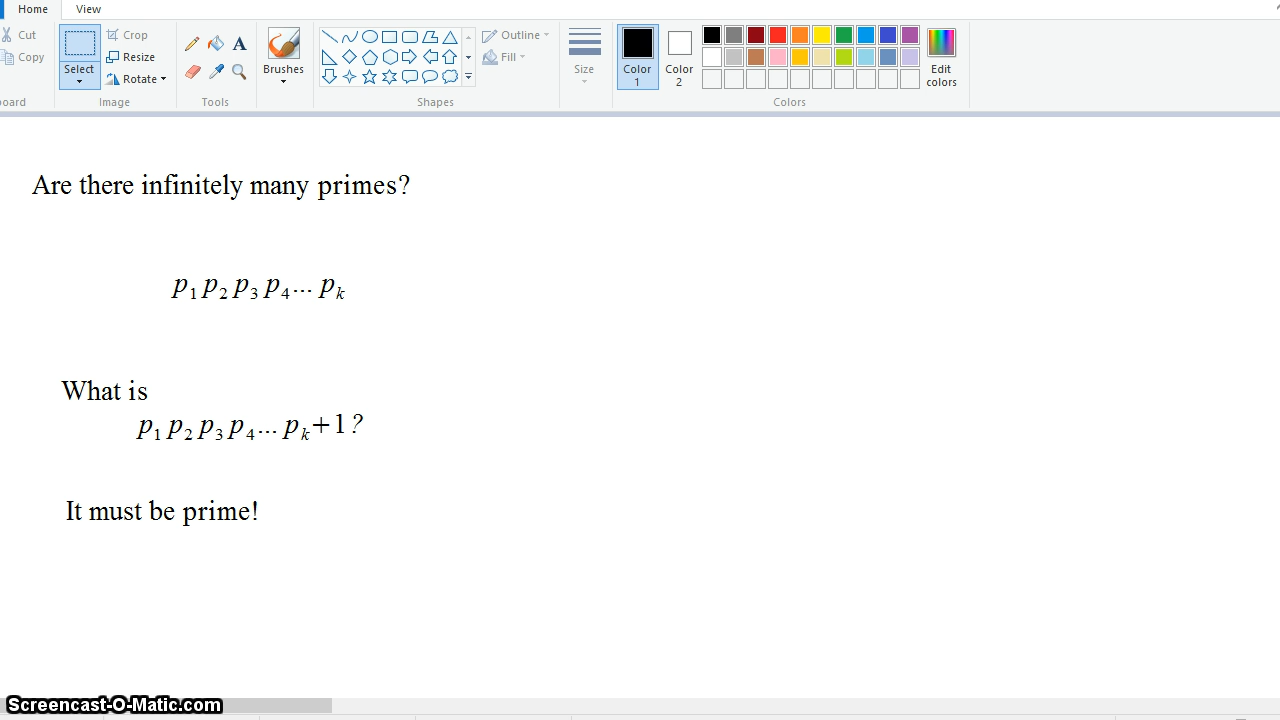 Home View
Cut Crop Outline
Copy Select Resize A Brushes Fill Size Color 1 Color 2 Edit colors
Rotate
oard Image Tools Shapes Colors
Are there infinitely many primes?
p₁ p₂ p₃ p₄... pₖ
What is
p₁ p₂ p₃ p₄... pₖ+1?
It must be prime!
Screencast-O-Matic.com